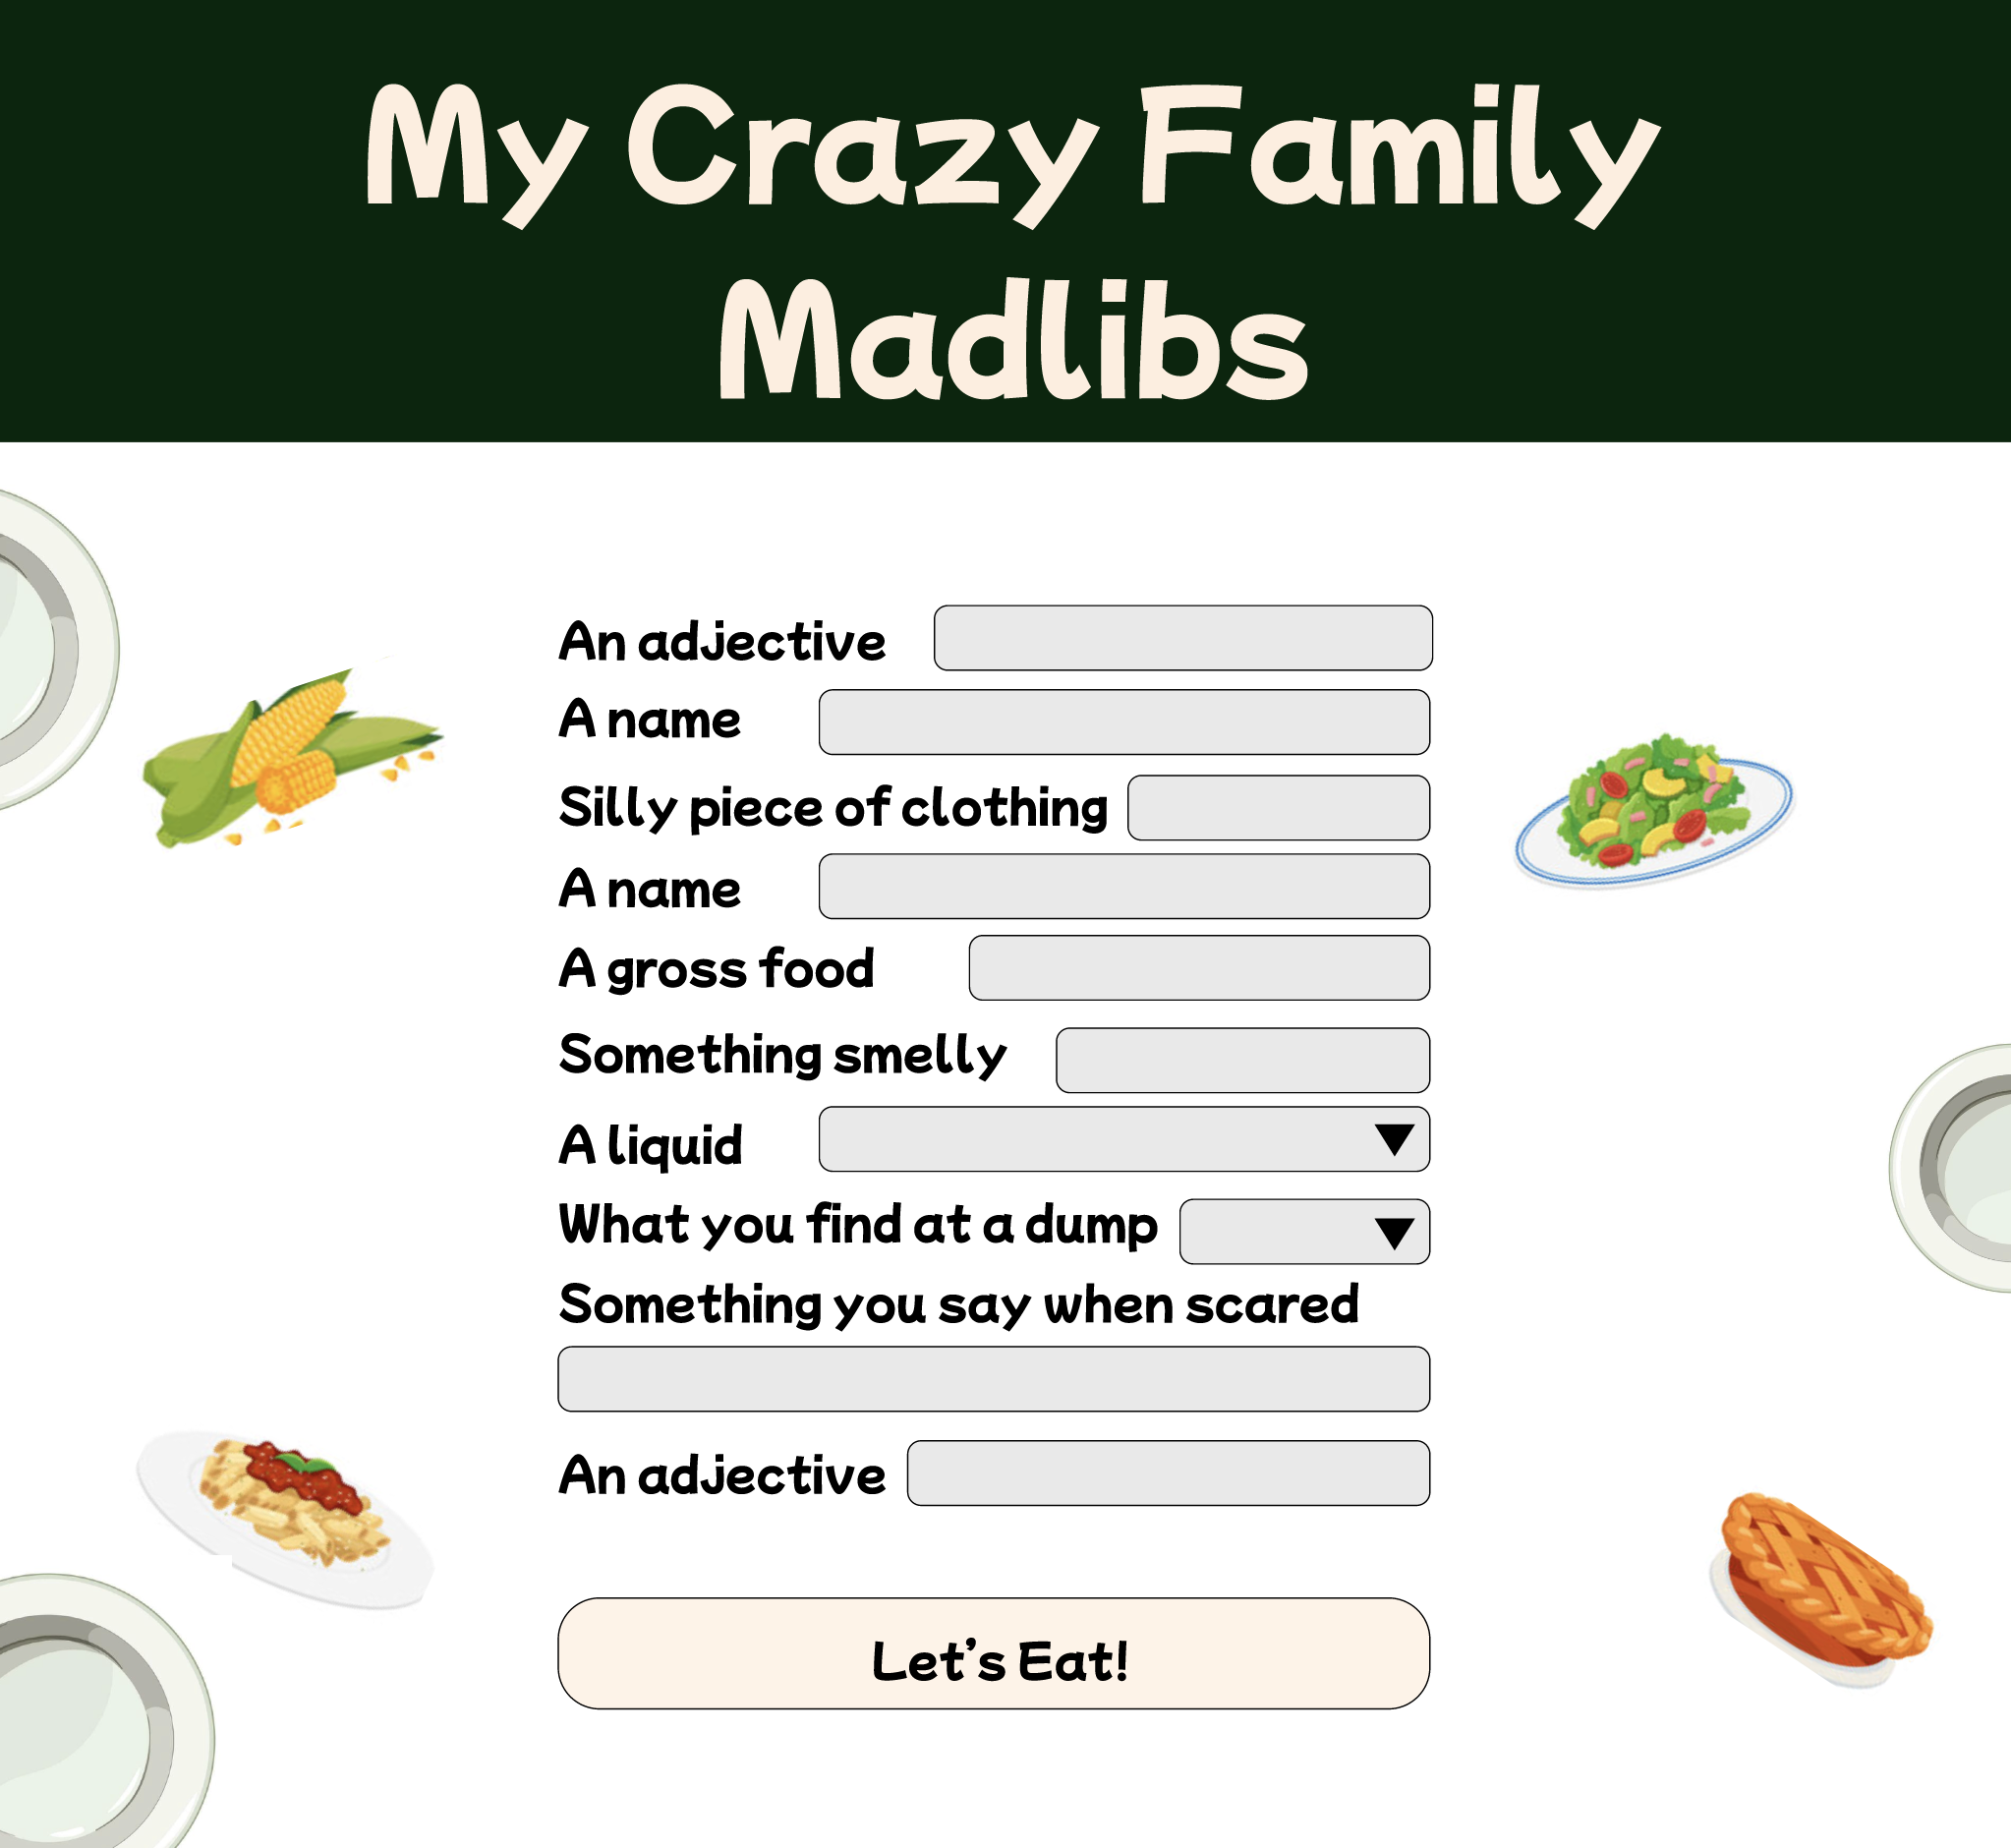 My Crazy Family
Madlibs
An adjective
A name
Silly piece of clothing
A name
A gross food
Something smelly
A liquid
What you find at a dump
Something you say when scared
An adjective
Let's Eat!